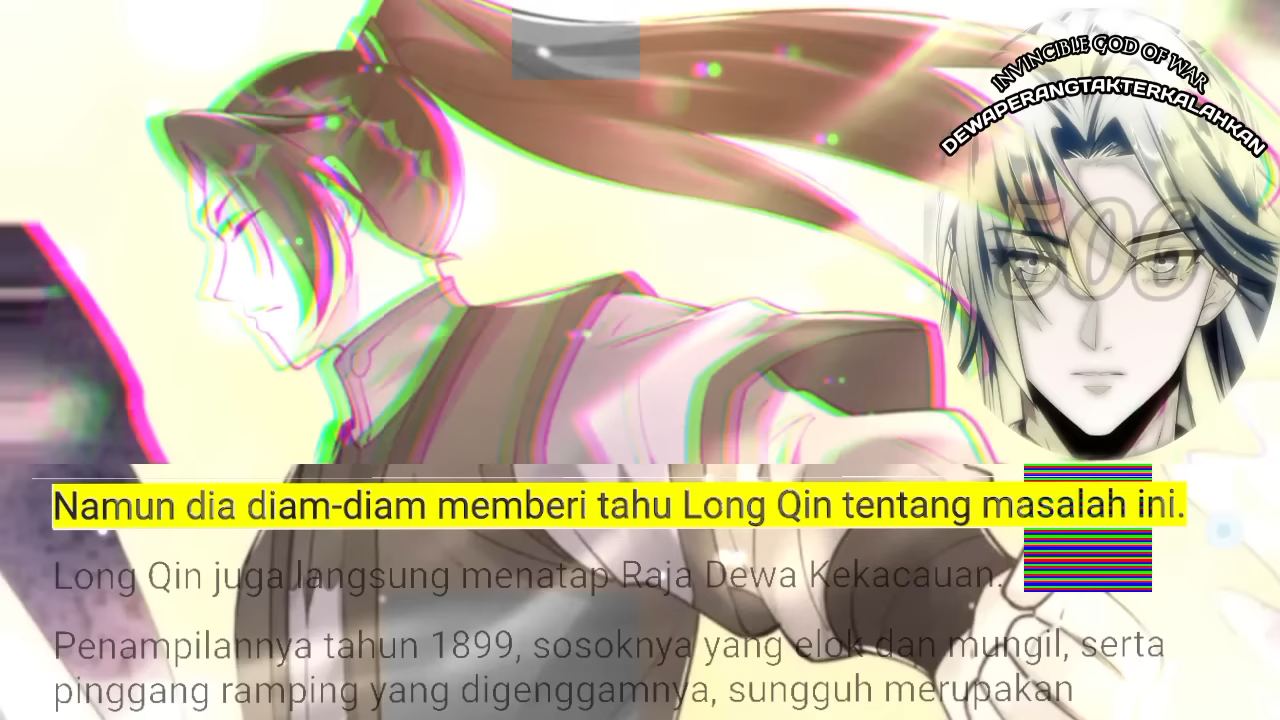 INVINCIBLE GOD OF WAR
DEWAPERANGTAKTERKALAHKAN
506
Namun dia diam-diam memberi tahu Long Qin tentang masalah ini.
Long Qin juga langsung menatap Raja Dewa Kekacauan.
Penampilannya tahun 1899, sosoknya yang elok dan mungil, serta
pinggang ramping yang digenggamnya, sungguh merupakan